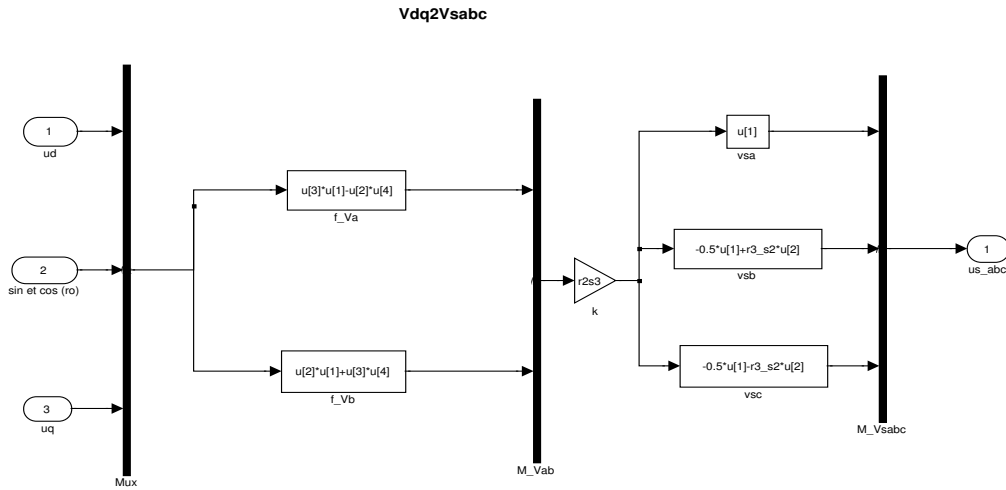 Vdq2Vsabc
1
ud
2
sin et cos (ro)
3
uq
Mux
u[3]*u[1]-u[2]*u[4]
f_Va
u[2]*u[1]+u[3]*u[4]
f_Vb
M_Vab
r2s3
k
u[1]
vsa
-0.5*u[1]+r3_s2*u[2]
vsb
-0.5*u[1]-r3_s2*u[2]
vsc
M_Vsabc
1
us_abc